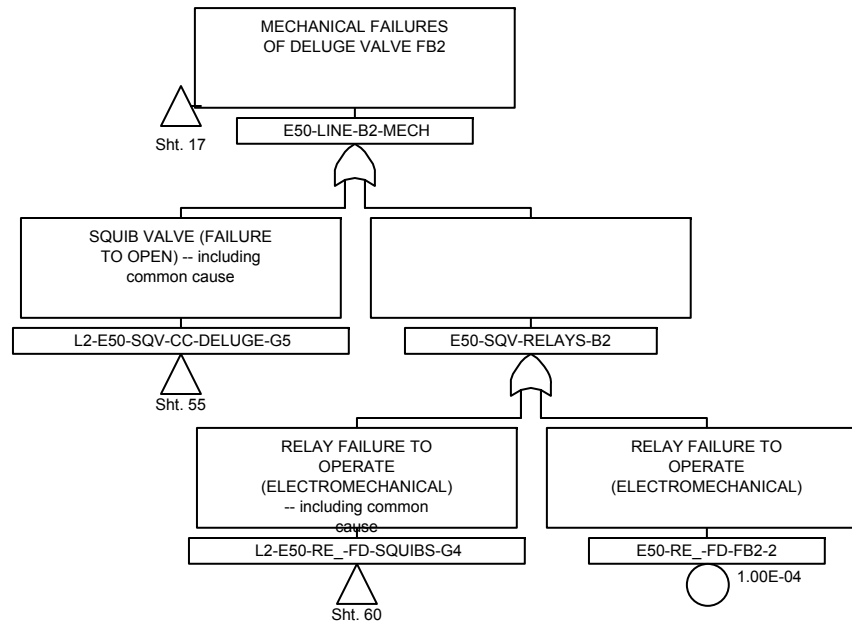 MECHANICAL FAILURES
OF DELUGE VALVE FB2
Sht. 17
E50-LINE-B2-MECH
SQUIB VALVE (FAILURE
TO OPEN) -- including
common cause
L2-E50-SQV-CC-DELUGE-G5
Sht. 55
E50-SQV-RELAYS-B2
RELAY FAILURE TO
OPERATE
(ELECTROMECHANICAL)
-- including common
cause
L2-E50-RE_-FD-SQUIBS-G4
Sht. 60
RELAY FAILURE TO
OPERATE
(ELECTROMECHANICAL)
E50-RE_-FD-FB2-2
1.00E-04